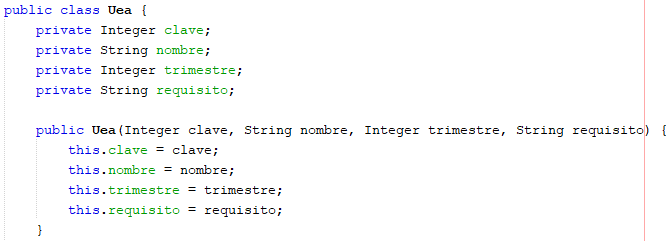 public class Uea {
    private Integer clave;
    private String nombre;
    private Integer trimestre;
    private String requisito;

    public Uea(Integer clave, String nombre, Integer trimestre, String requisito) {
        this.clave = clave;
        this.nombre = nombre;
        this.trimestre = trimestre;
        this.requisito = requisito;
    }